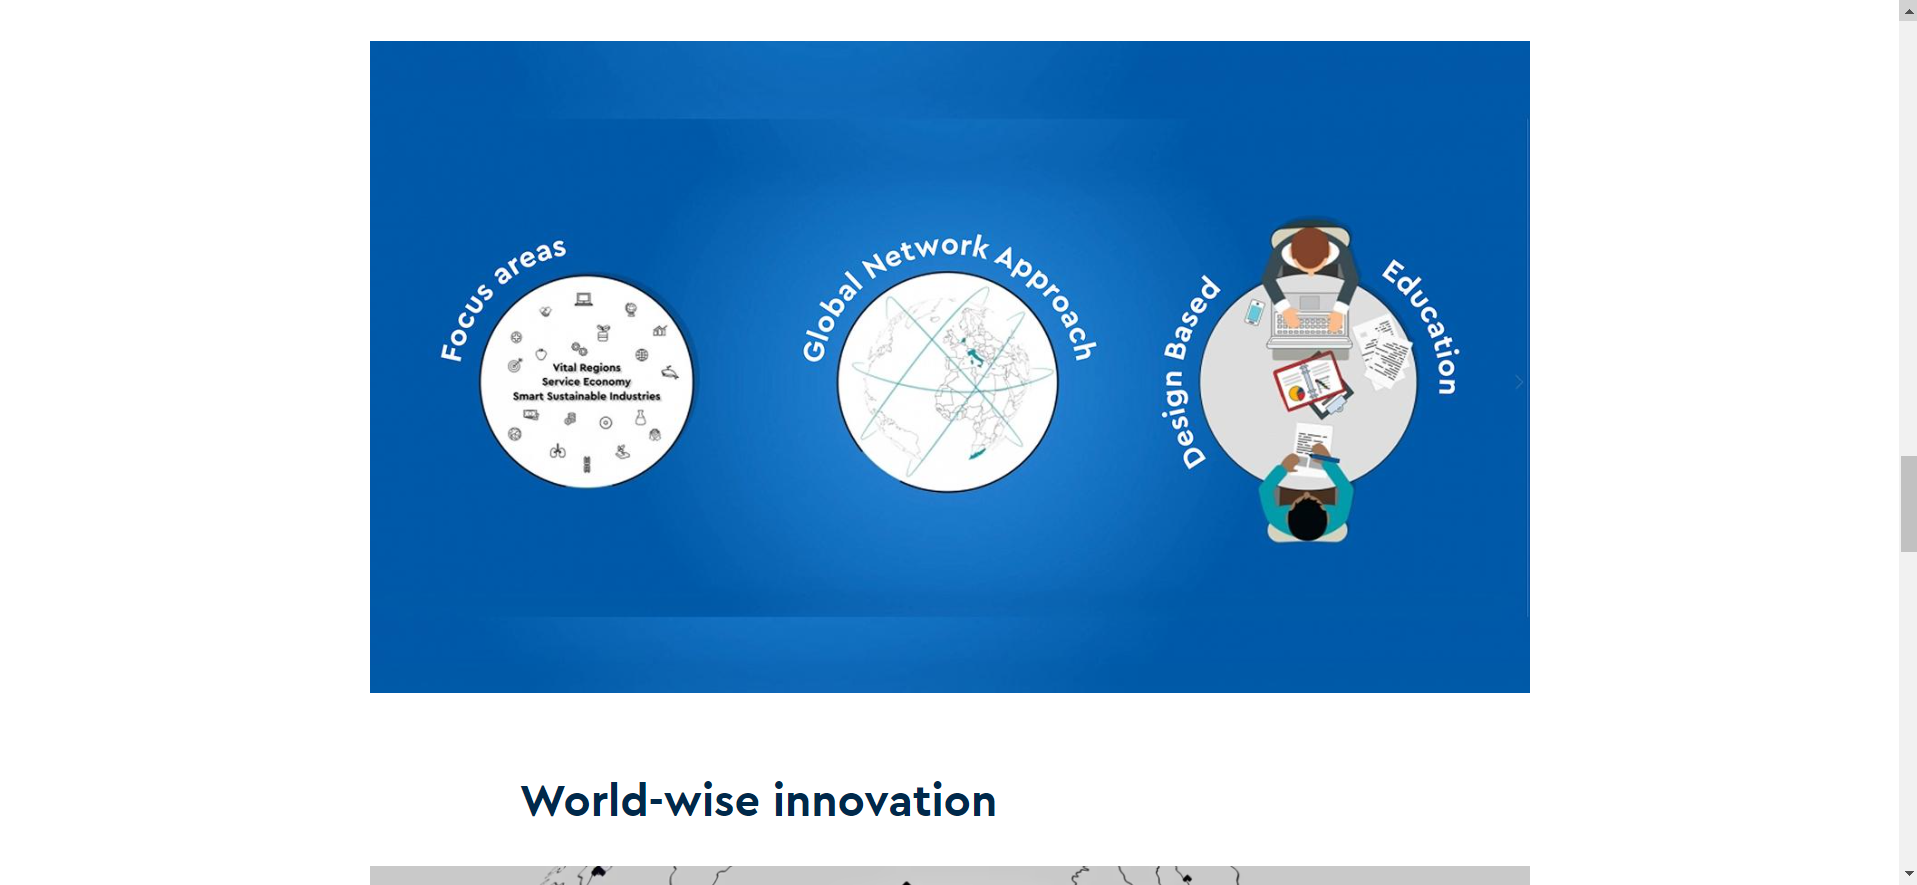 Focus areas
Vital Regions
Service Economy
Smart Sustainable Industries
Global Network Approach
Design Based Education
World-wise innovation